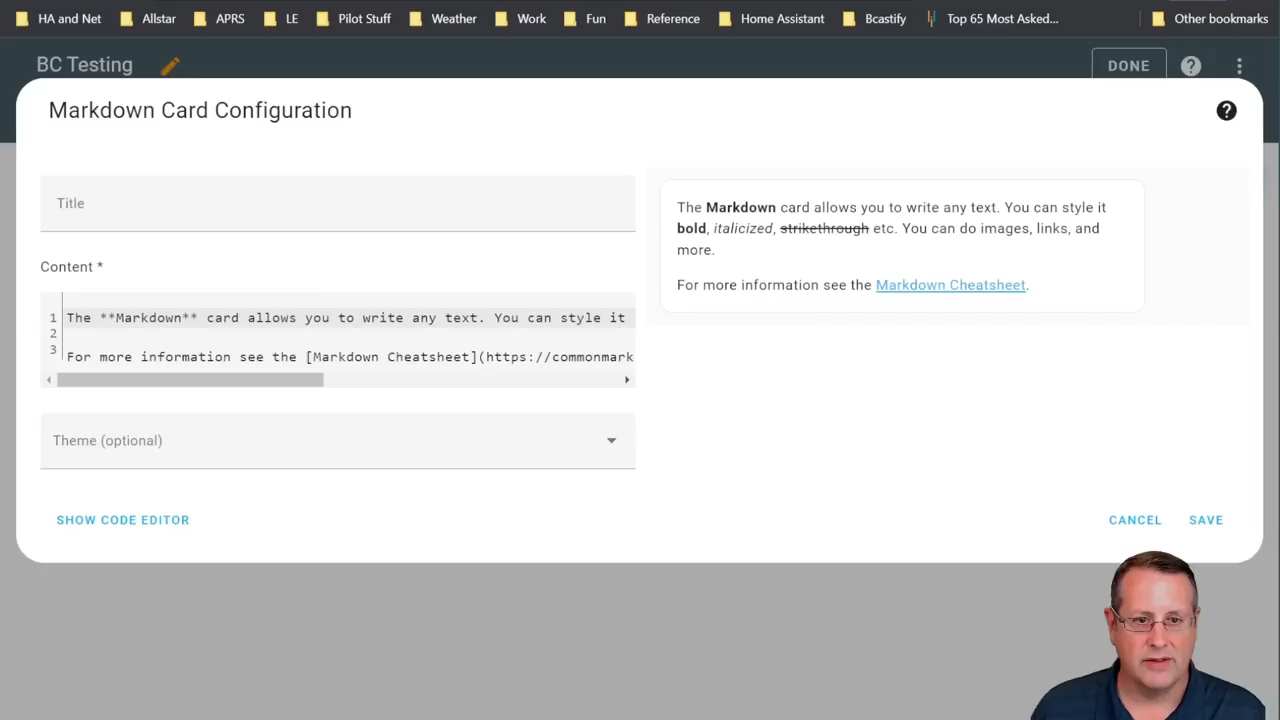 HA and Net Allstar APRS LE Pilot Stuff Weather Work Fun Reference Home Assistant Bcastify Top 65 Most Asked... Other bookmarks
BC Testing DONE ?
Markdown Card Configuration ?
Title
Content *
1 The **Markdown** card allows you to write any text. You can style it
2
3 For more information see the [Markdown Cheatsheet](https://commonmark
Theme (optional)
SHOW CODE EDITOR
The Markdown card allows you to write any text. You can style it
bold, italicized, strikethrough etc. You can do images, links, and
more.
For more information see the Markdown Cheatsheet.
CANCEL SAVE